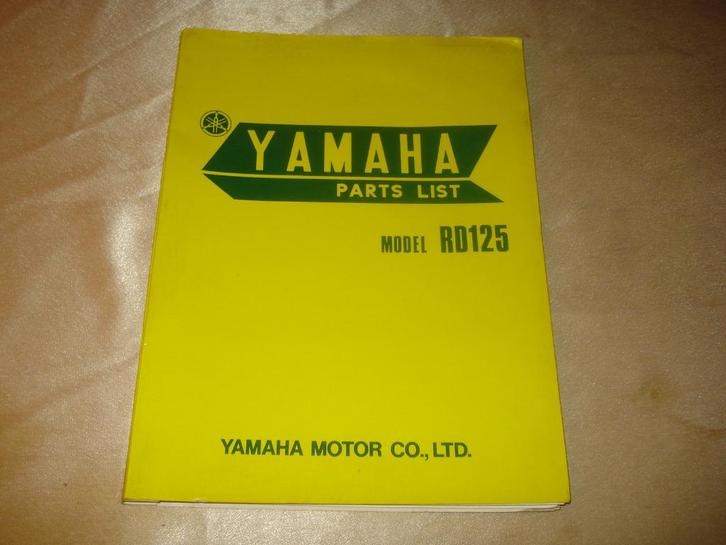 YAMAHA
PARTS LIST
MODEL RD125
YAMAHA MOTOR CO., LTD.